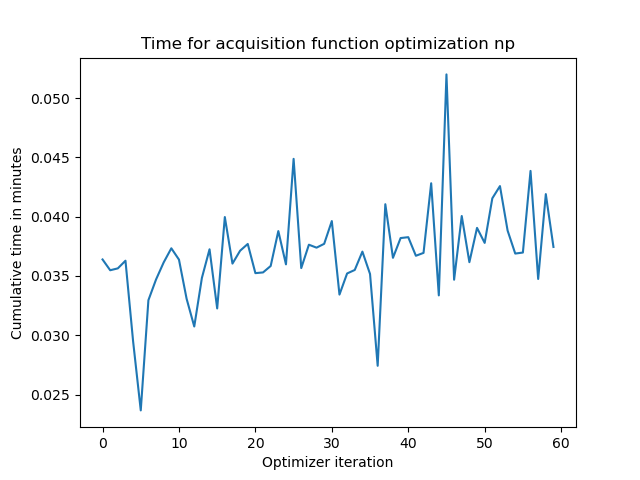 Time for acquisition function optimization np
0.050
0.045
0.040
0.035
0.030
0.025
Cumulative time in minutes
0 10 20 30 40 50 60
Optimizer iteration